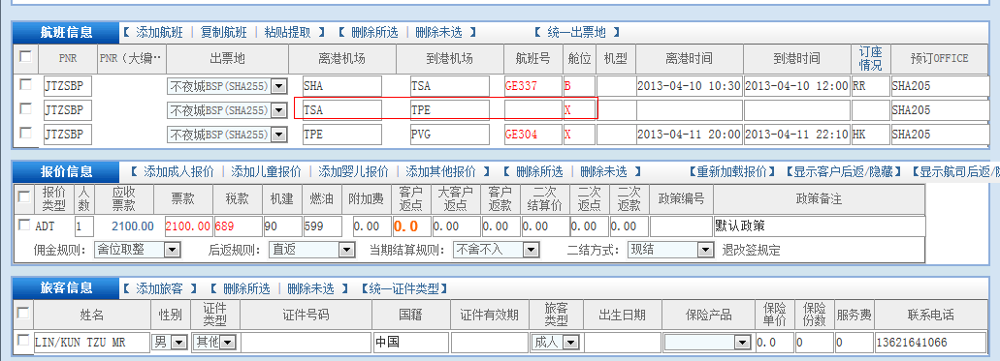 航班信息 【 添加航班 | 复制航班 | 粘贴提取 】【 删除所选 | 删除未选 】 【 统一出票地 】
PNR PNR（大编·· 出票地 离港机场 到港机场 航班号 舱位 机型 离港时间 到港时间 订座情况 预订OFFICE
JTZSBP 不夜城BSP(SHA255) SHA TSA GE337 B 2013-04-10 10:30 2013-04-10 12:00 RR SHA205
JTZSBP 不夜城BSP(SHA255) TSA TPE X SHA205
JTZSBP 不夜城BSP(SHA255) TPE PVG GE304 X 2013-04-11 20:00 2013-04-11 22:10 HK SHA205
报价信息 【 添加成人报价 | 添加儿童报价 | 添加婴儿报价 | 添加其他报价 】【 删除所选 | 删除未选 】 【重新加载报价】【显示客户后返/隐藏】【显示航司后返/
报价类型 人数 应收票款 票款 税款 机建 燃油 附加费 客户返点 大客户返点 客户返款 二次结算价 二次返点 二次返款 政策编号 政策备注
ADT 1 2100.00 2100.00 689 90 599 0.00 0.0 0.00 0.00 0.00 0.00 0.00 默认政策
佣金规则: 舍位取整 后返规则: 直返 当期结算规则: 不舍不入 二结方式: 现结 退改签规定
旅客信息 【 添加旅客 】【 删除所选 | 删除未选 】 【统一证件类型】
姓名 性别 证件类型 证件号码 国籍 证件有效期 旅客类型 出生日期 保险产品 保险单价 保险份数 服务费 联系电话
LIN/KUN TZU MR 男 其他 中国 成人 0.0 0 0 13621641066